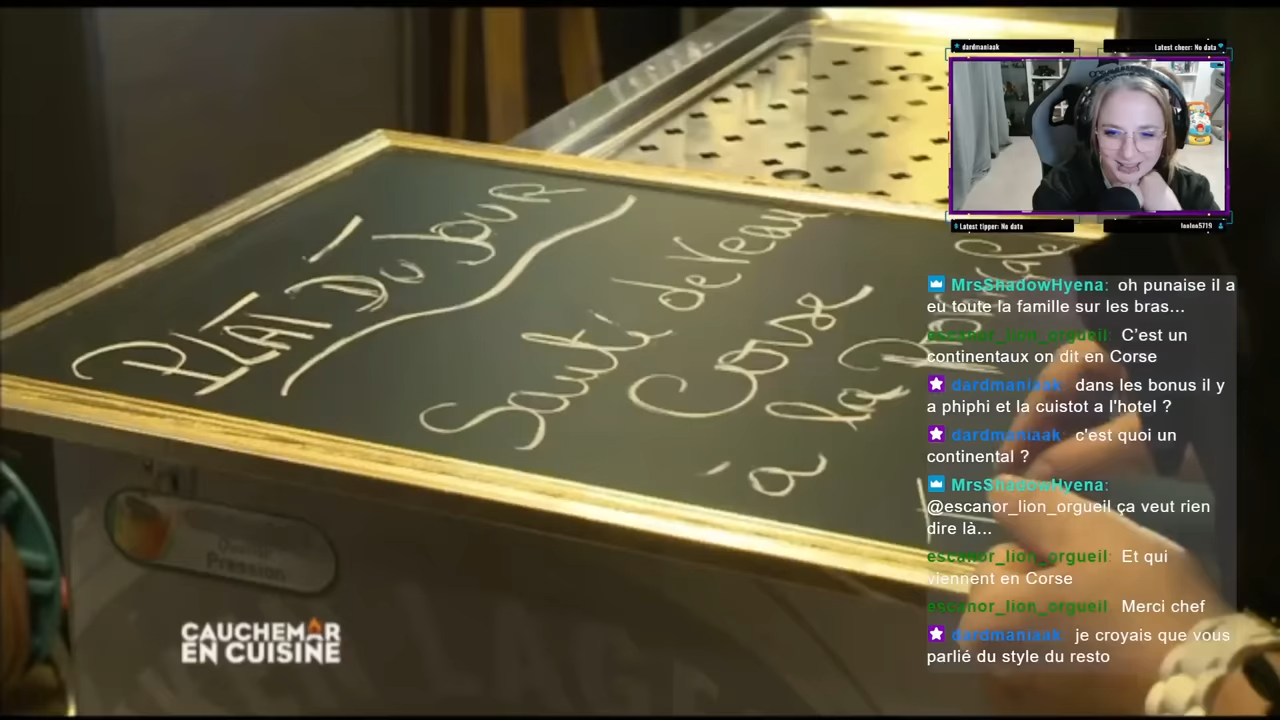 PLAT DU JOUR
Sauté de Veau
Corse
à la
CAUCHEMAR
EN CUISINE
Pression
dardmaniaak
Latest cheer: No data
Latest tipper: No data
MrsShadowHyena: oh punaise il a
eu toute la famille sur les bras...
escanor_lion_orgueil: C'est un
continentaux on dit en Corse
dardmaniaak: dans les bonus il y
a phiphi et la cuistot a l'hotel ?
dardmaniaak: c'est quoi un
continental ?
MrsShadowHyena:
@escanor_lion_orgueil ça veut rien
dire là...
escanor_lion_orgueil: Et qui
viennent en Corse
escanor_lion_orgueil: Merci chef
dardmaniaak: je croyais que vous
parlié du style du resto